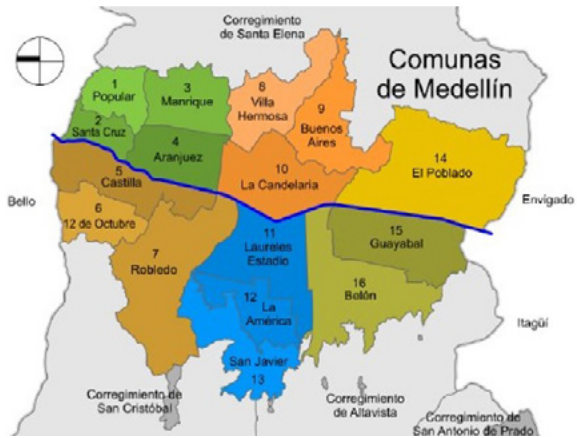 Corregimiento
de Santa Elena
Comunas
de Medellín
1
Popular
3
Manrique
8
Villa
Hermosa
9
Buenos
Aires
2
Santa Cruz
4
Aranjuez
10
La Candelaria
14
El Poblado
5
Castilla
Bello
Envigado
6
12 de Octubre
7
Robledo
11
Laureles
Estadio
15
Guayabal
16
Belén
12
La
América
Itagüí
San Javier
13
Corregimiento de
San Cristóbal
Corregimiento
de Altavista
Corregimiento de
San Antonio de Prado